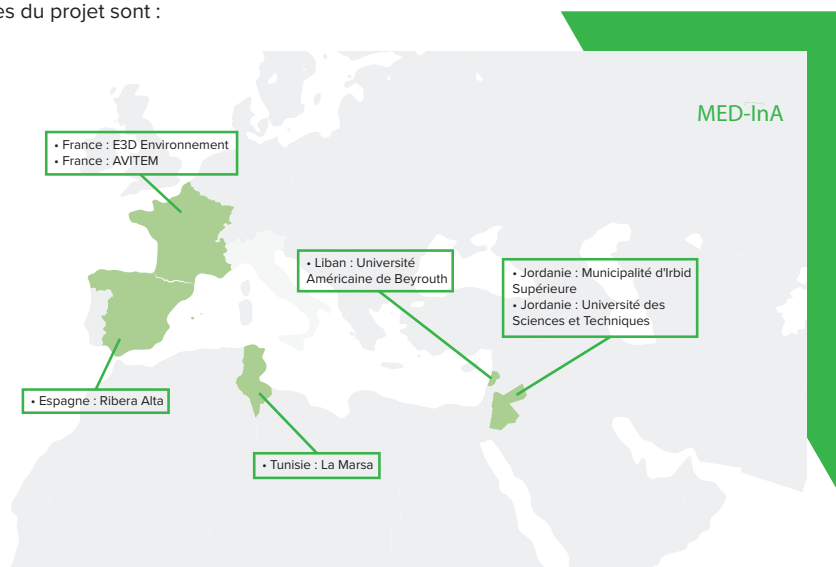 es du projet sont :
MED-InA
• France : E3D Environnement
• France : AVITEM
• Liban : Université
Américaine de Beyrouth
• Jordanie : Municipalité d'Irbid
Supérieure
• Jordanie : Université des
Sciences et Techniques
• Espagne : Ribera Alta
• Tunisie : La Marsa